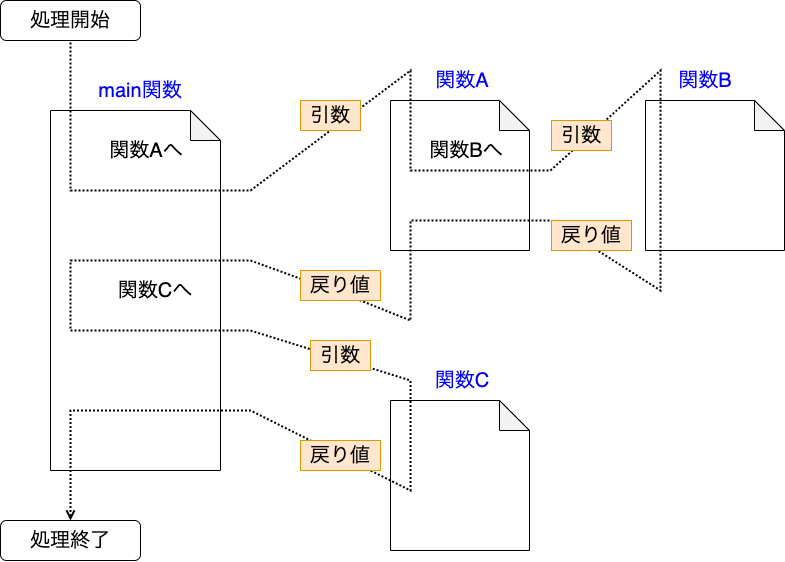 処理開始
main関数
関数A
関数B
引数
引数
関数Aへ
関数Bへ
戻り値
戻り値
関数Cへ
引数
関数C
戻り値
処理終了